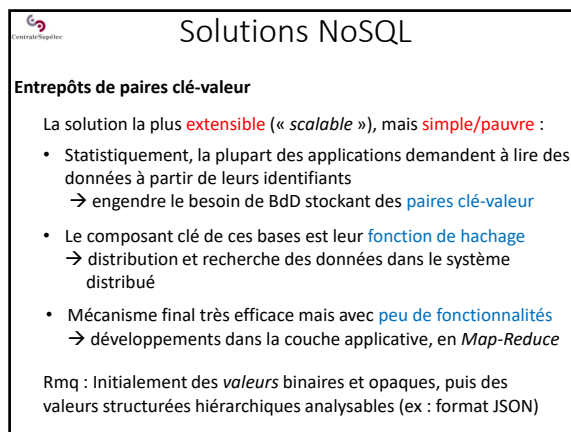 CentraleSupélec
Solutions NoSQL
Entrepôts de paires clé-valeur
La solution la plus extensible (« scalable »), mais simple/pauvre :
• Statistiquement, la plupart des applications demandent à lire des
données à partir de leurs identifiants
→ engendre le besoin de BdD stockant des paires clé-valeur
• Le composant clé de ces bases est leur fonction de hachage
→ distribution et recherche des données dans le système
distribué
• Mécanisme final très efficace mais avec peu de fonctionnalités
→ développements dans la couche applicative, en Map-Reduce
Rmq : Initialement des valeurs binaires et opaques, puis des
valeurs structurées hiérarchiques analysables (ex : format JSON)